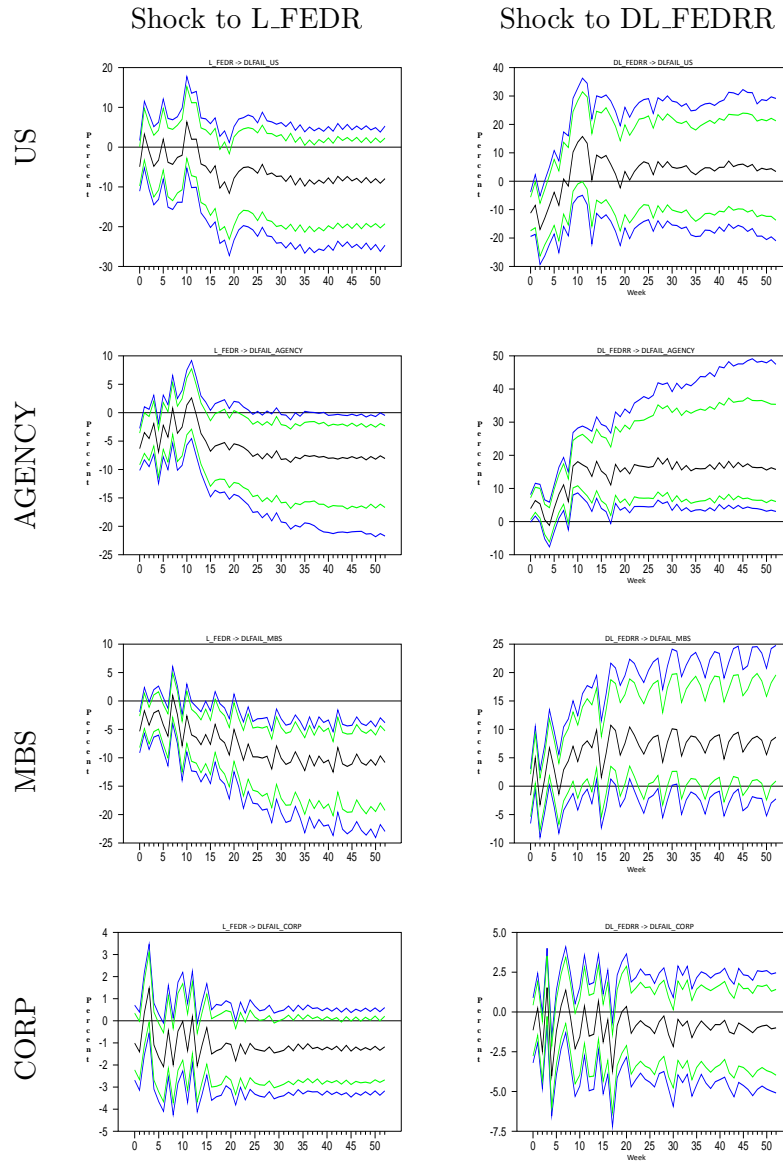 Shock to L_FEDR
Shock to DL_FEDRR
US
L_FEDR -> DLFAIL_US
Percent
20
10
0
-10
-20
-30
0 5 10 15 20 25 30 35 40 45 50
DL_FEDRR -> DLFAIL_US
Percent
40
30
20
10
0
-10
-20
-30
0 5 10 15 20 25 30 35 40 45 50
Week
AGENCY
L_FEDR -> DLFAIL_AGENCY
Percent
10
5
0
-5
-10
-15
-20
-25
0 5 10 15 20 25 30 35 40 45 50
DL_FEDRR -> DLFAIL_AGENCY
Percent
50
40
30
20
10
0
-10
0 5 10 15 20 25 30 35 40 45 50
Week
MBS
L_FEDR -> DLFAIL_MBS
Percent
10
5
0
-5
-10
-15
-20
-25
0 5 10 15 20 25 30 35 40 45 50
DL_FEDRR -> DLFAIL_MBS
Percent
25
20
15
10
5
0
-5
-10
0 5 10 15 20 25 30 35 40 45 50
Week
CORP
L_FEDR -> DLFAIL_CORP
Percent
4
3
2
1
0
-1
-2
-3
-4
-5
0 5 10 15 20 25 30 35 40 45 50
DL_FEDRR -> DLFAIL_CORP
Percent
5.0
2.5
0.0
-2.5
-5.0
-7.5
0 5 10 15 20 25 30 35 40 45 50
Week